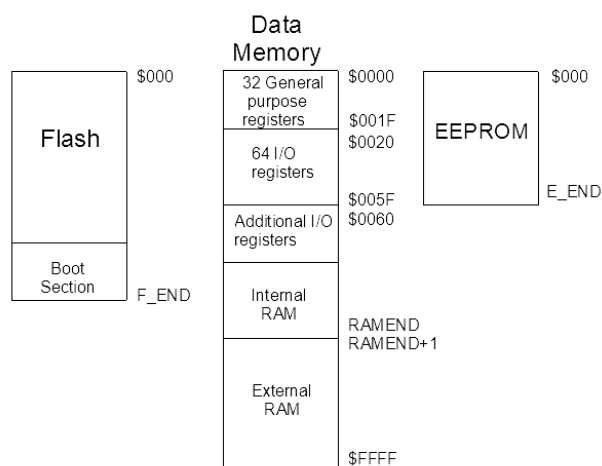 Data
Memory
$000
Flash
Boot
Section
F_END
32 General
purpose
registers
$0000
$001F
64 I/O
registers
$0020
$005F
Additional I/O
registers
$0060
Internal
RAM
RAMEND
RAMEND+1
External
RAM
$FFFF
$000
EEPROM
E_END